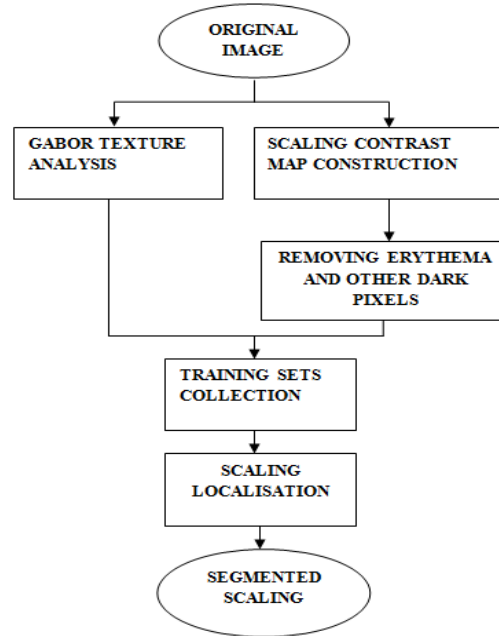 ORIGINAL
IMAGE
GABOR TEXTURE
ANALYSIS
SCALING CONTRAST
MAP CONSTRUCTION
REMOVING ERYTHEMA
AND OTHER DARK
PIXELS
TRAINING SETS
COLLECTION
SCALING
LOCALISATION
SEGMENTED
SCALING